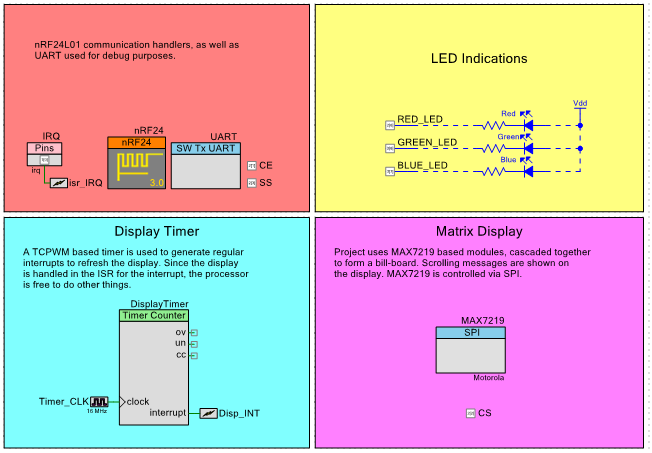 nRF24L01 communication handlers, as well as
UART used for debug purposes.
IRQ
Pins
irq
isr_IRQ
nRF24
nRF24
3.0
UART
SW Tx UART
CE
SS
LED Indications
Vdd
Red
RED_LED
Green
GREEN_LED
Blue
BLUE_LED
Display Timer
A TCPWM based timer is used to generate regular
interrupts to refresh the display. Since the display
is handled in the ISR for the interrupt, the processor
is free to do other things.
DisplayTimer
Timer Counter
ov
un
cc
Timer_CLK
16 MHz
clock
interrupt
Disp_INT
Matrix Display
Project uses MAX7219 based modules, cascaded together
to form a bill-board. Scrolling messages are shown on
the display. MAX7219 is controlled via SPI.
MAX7219
SPI
Motorola
CS